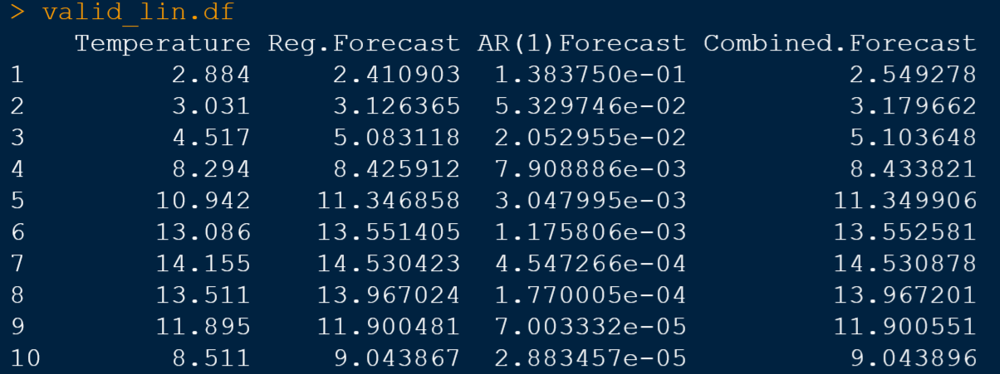 > valid_lin.df
Temperature Reg.Forecast AR(1)Forecast Combined.Forecast
1 2.884 2.410903 1.383750e-01 2.549278
2 3.031 3.126365 5.329746e-02 3.179662
3 4.517 5.083118 2.052955e-02 5.103648
4 8.294 8.425912 7.908886e-03 8.433821
5 10.942 11.346858 3.047995e-03 11.349906
6 13.086 13.551405 1.175806e-03 13.552581
7 14.155 14.530423 4.547266e-04 14.530878
8 13.511 13.967024 1.770005e-04 13.967201
9 11.895 11.900481 7.003332e-05 11.900551
10 8.511 9.043867 2.883457e-05 9.043896